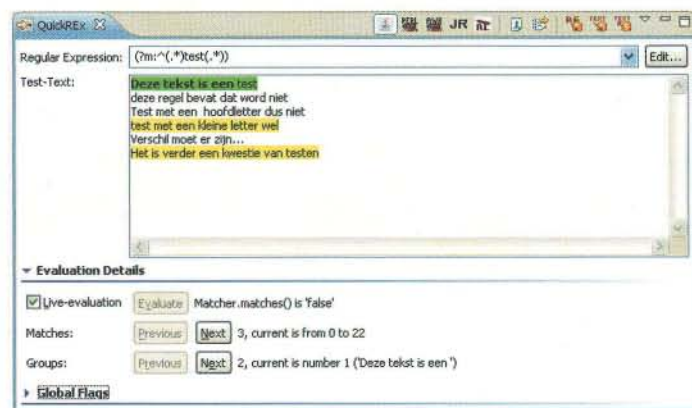 QuickREx
JR
Regular Expression: (?m:^(.*)test(.*)) Edit...
Test-Text:
Deze tekst is een test
deze regel bevat dat word niet
Test met een hoofdletter dus niet
test met een kleine letter wel
Verschil moet er zijn...
Het is verder een kwestie van testen
Evaluation Details
Live-evaluation Evaluate Matcher.matches() is 'false'
Matches: Previous Next 3, current is from 0 to 22
Groups: Previous Next 2, current is number 1 ('Deze tekst is een ')
Global Flags